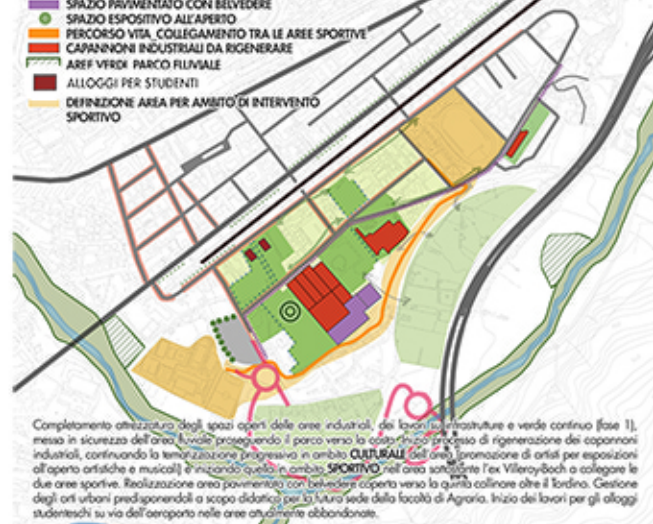 SPAZIO PAVIMENTATO CON BELVEDERE
SPAZIO ESPOSITIVO ALL'APERTO
PERCORSO VITA_COLLEGAMENTO TRA LE AREE SPORTIVE
CAPANNONI INDUSTRIALI DA RIGENERARE
AREE VERDI PARCO FLUVIALE
ALLOGGI PER STUDENTI
DEFINIZIONE AREA PER AMBITO DI INTERVENTO
SPORTIVO
Completamento attrezzatura degli spazi aperti delle aree industriali, dei lavori su infrastrutture e verde continuo (fase 1),
messa in sicurezza dell'area fluviale proseguendo il parco verso la costa. Inizio processo di rigenerazione dei capannoni
industriali, continuando la tematizzazione progressiva in ambito CULTURALE dell'area (promozione di artisti per esposizioni
all'aperto artistiche e musicali) e iniziando quella in ambito SPORTIVO nell'area sottostante l'ex Villeroy-Boch a collegare le
due aree sportive. Realizzazione area pavimentata con belvedere coperta verso la quinta collinare oltre il Tordino. Gestione
degli orti urbani predisponendoli a scopo didattico per la futura sede della facoltà di Agraria. Inizio dei lavori per gli alloggi
studenteschi su via dell'aeroporto nelle aree attualmente abbandonate.